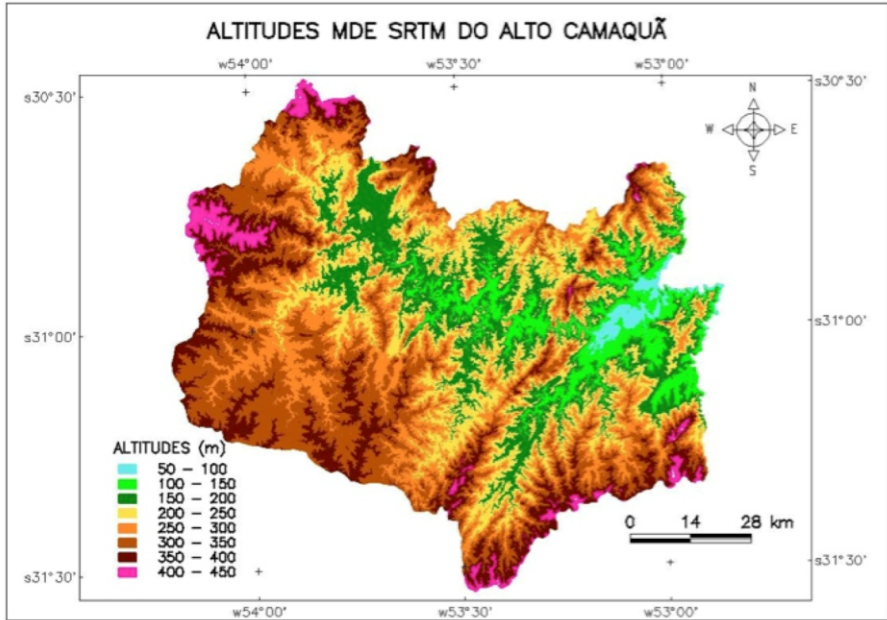 ALTITUDES MDE SRTM DO ALTO CAMAQUÃ
w54°00' w53°30' w53°00'
s30°30' s30°30'
N
W E
S
s31°00' s31°00'
ALTITUDES (m)
50 – 100
100 – 150
150 – 200
200 – 250
250 – 300
300 – 350
350 – 400
400 – 450
0 14 28 km
s31°30' s31°30'
w54°00' w53°30' w53°00'